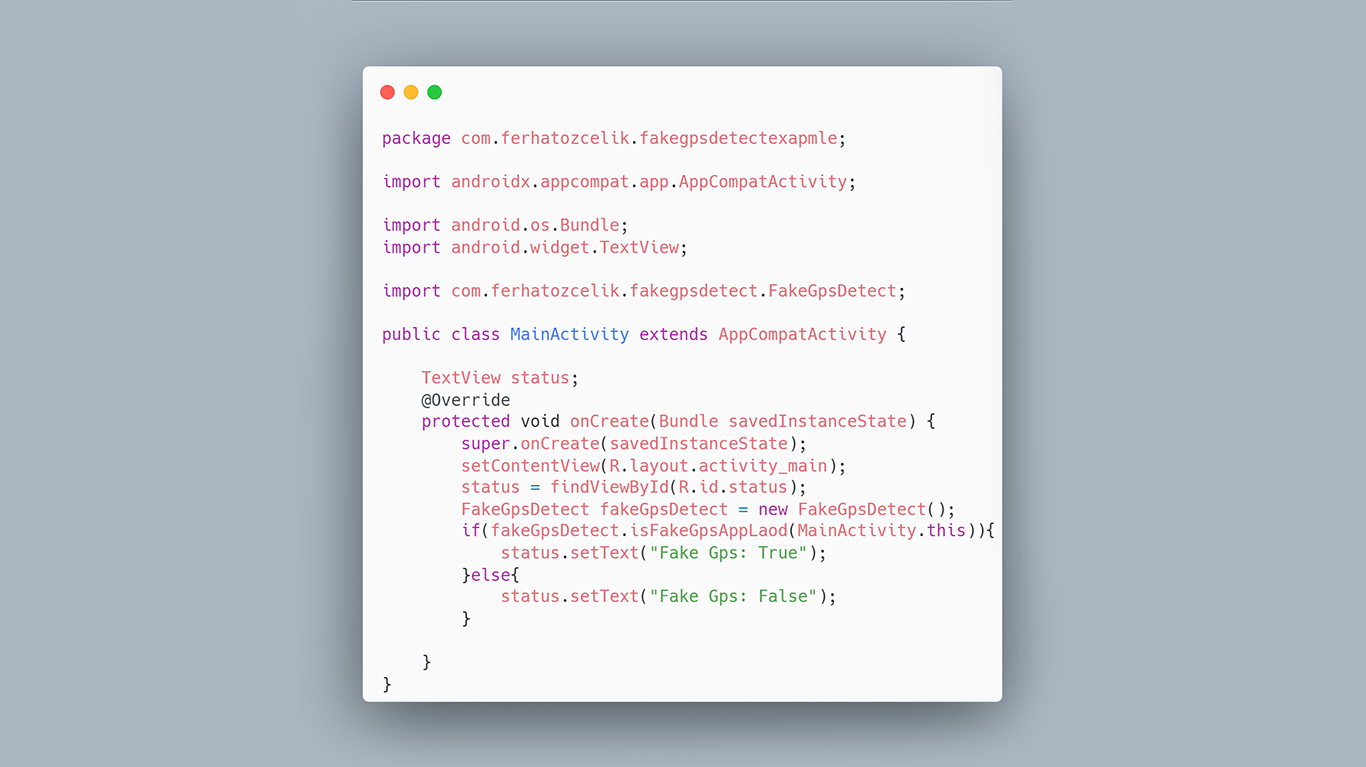 package com.ferhatozcelik.fakegpsdetectexapmle;
import androidx.appcompat.app.AppCompatActivity;
import android.os.Bundle;
import android.widget.TextView;
import com.ferhatozcelik.fakegpsdetect.FakeGpsDetect;
public class MainActivity extends AppCompatActivity {
    TextView status;
    @Override
    protected void onCreate(Bundle savedInstanceState) {
        super.onCreate(savedInstanceState);
        setContentView(R.layout.activity_main);
        status = findViewById(R.id.status);
        FakeGpsDetect fakeGpsDetect = new FakeGpsDetect();
        if(fakeGpsDetect.isFakeGpsAppLaod(MainActivity.this)){
            status.setText("Fake Gps: True");
        }else{
            status.setText("Fake Gps: False");
        }
    }
}